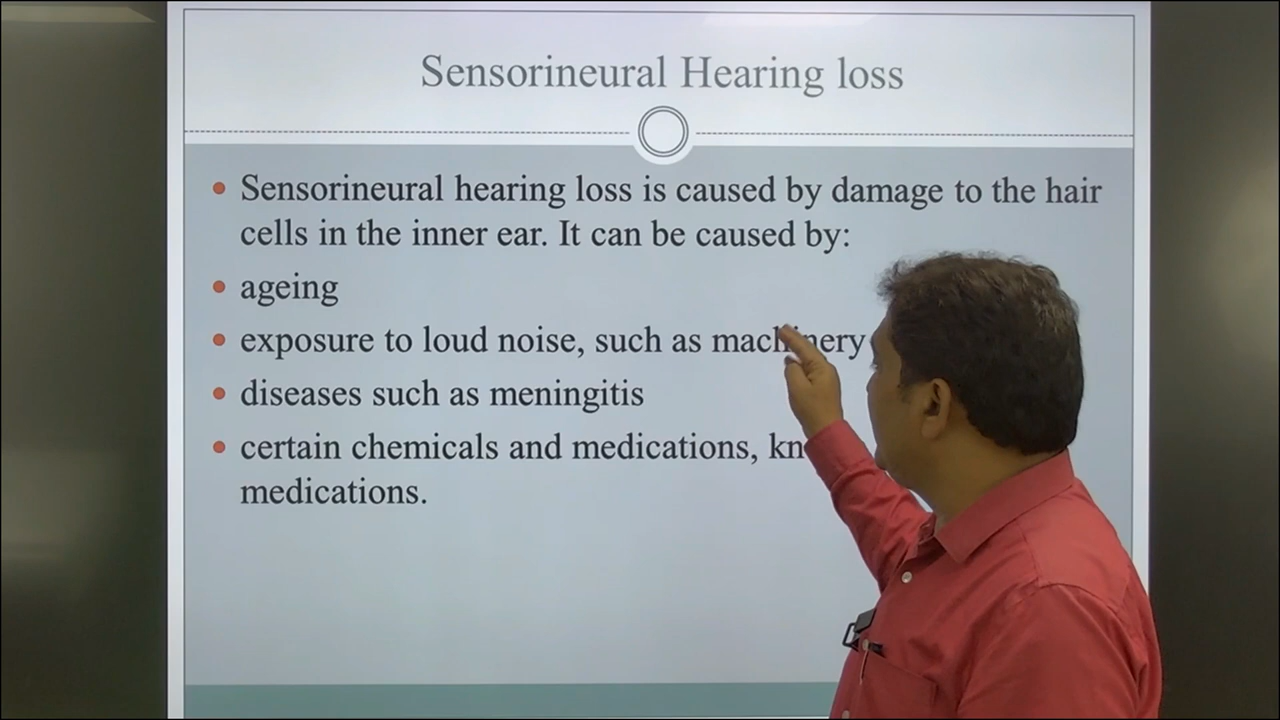 Sensorineural Hearing loss
Sensorineural hearing loss is caused by damage to the hair
cells in the inner ear. It can be caused by:
ageing
exposure to loud noise, such as machinery
diseases such as meningitis
certain chemicals and medications,
medications.